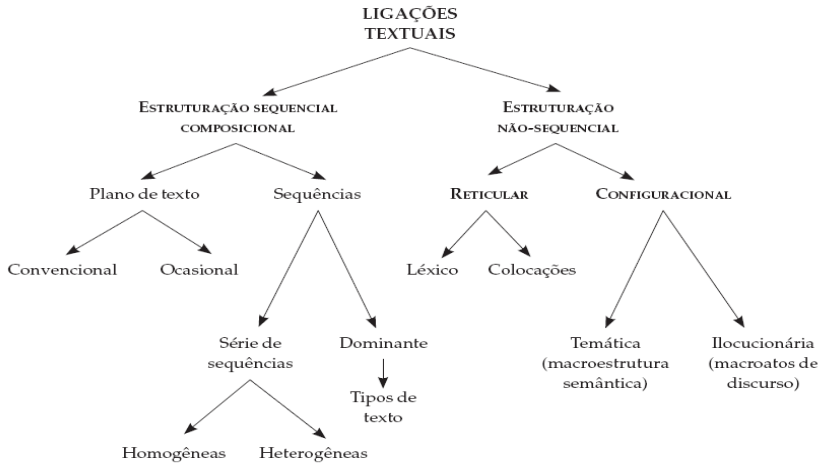 LIGAÇÕES
TEXTUAIS
ESTRUTURAÇÃO SEQUENCIAL
COMPOSICIONAL
ESTRUTURAÇÃO
NÃO-SEQUENCIAL
Plano de texto
Sequências
RETICULAR
CONFIGURACIONAL
Convencional
Ocasional
Léxico
Colocações
Série de
sequências
Dominante
Temática
(macroestrutura
semântica)
Ilocucionária
(macroatos de
discurso)
Tipos de
texto
Homogêneas
Heterogêneas